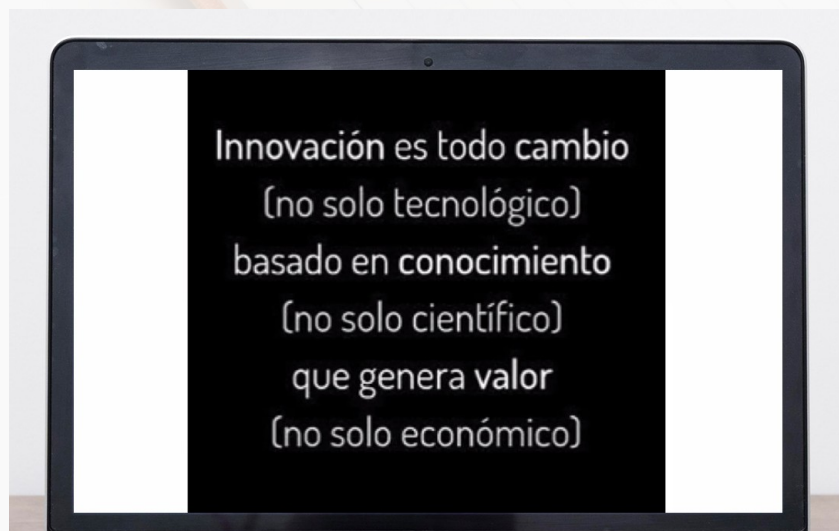 Innovación es todo cambio
(no solo tecnológico)
basado en conocimiento
(no solo científico)
que genera valor
(no solo económico)